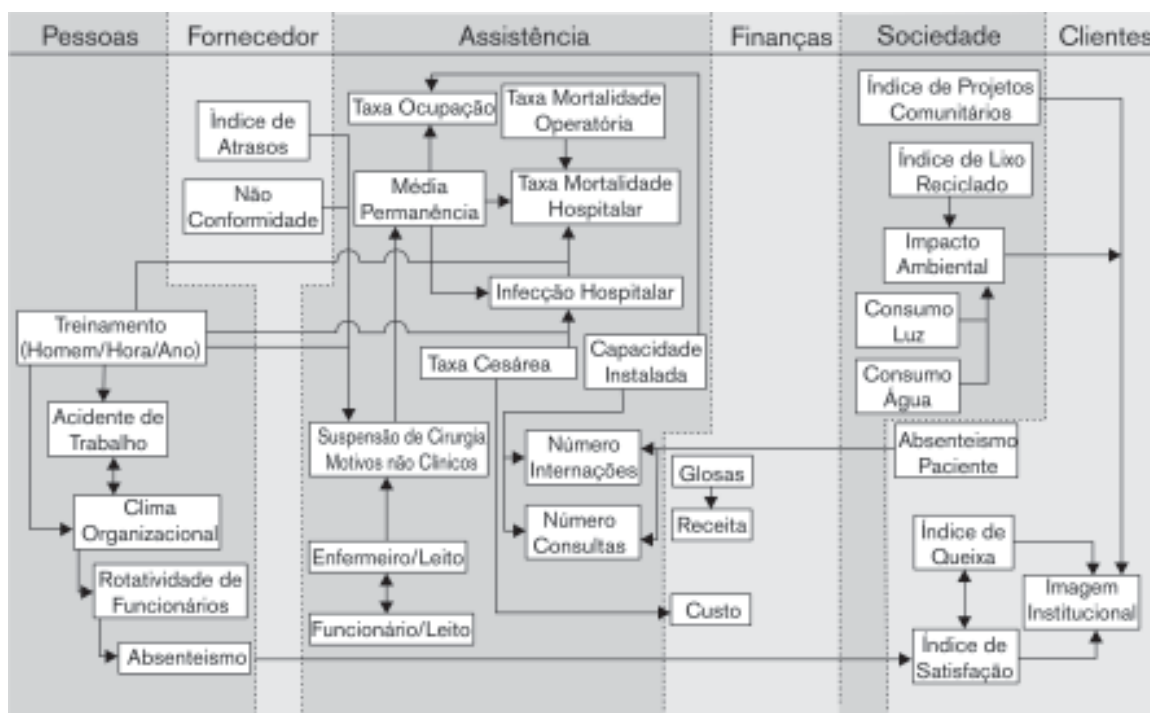 Pessoas
Fornecedor
Assistência
Finanças
Sociedade
Clientes
Índice de
Atrasos
Não
Conformidade
Taxa Ocupação
Taxa Mortalidade
Operatória
Média
Permanência
Taxa Mortalidade
Hospitalar
Infecção Hospitalar
Treinamento
(Homem/Hora/Ano)
Taxa Cesárea
Capacidade
Instalada
Acidente de
Trabalho
Suspensão de Cirurgia
Motivos não Clínicos
Número
Internações
Número
Consultas
Clima
Organizacional
Rotatividade de
Funcionários
Absenteismo
Enfermeiro/Leito
Funcionário/Leito
Glosas
Receita
Custo
Índice de Projetos
Comunitários
Índice de Lixo
Reciclado
Impacto
Ambiental
Consumo
Luz
Consumo
Água
Absenteismo
Paciente
Índice de
Queixa
Imagem
Institucional
Índice de
Satisfação